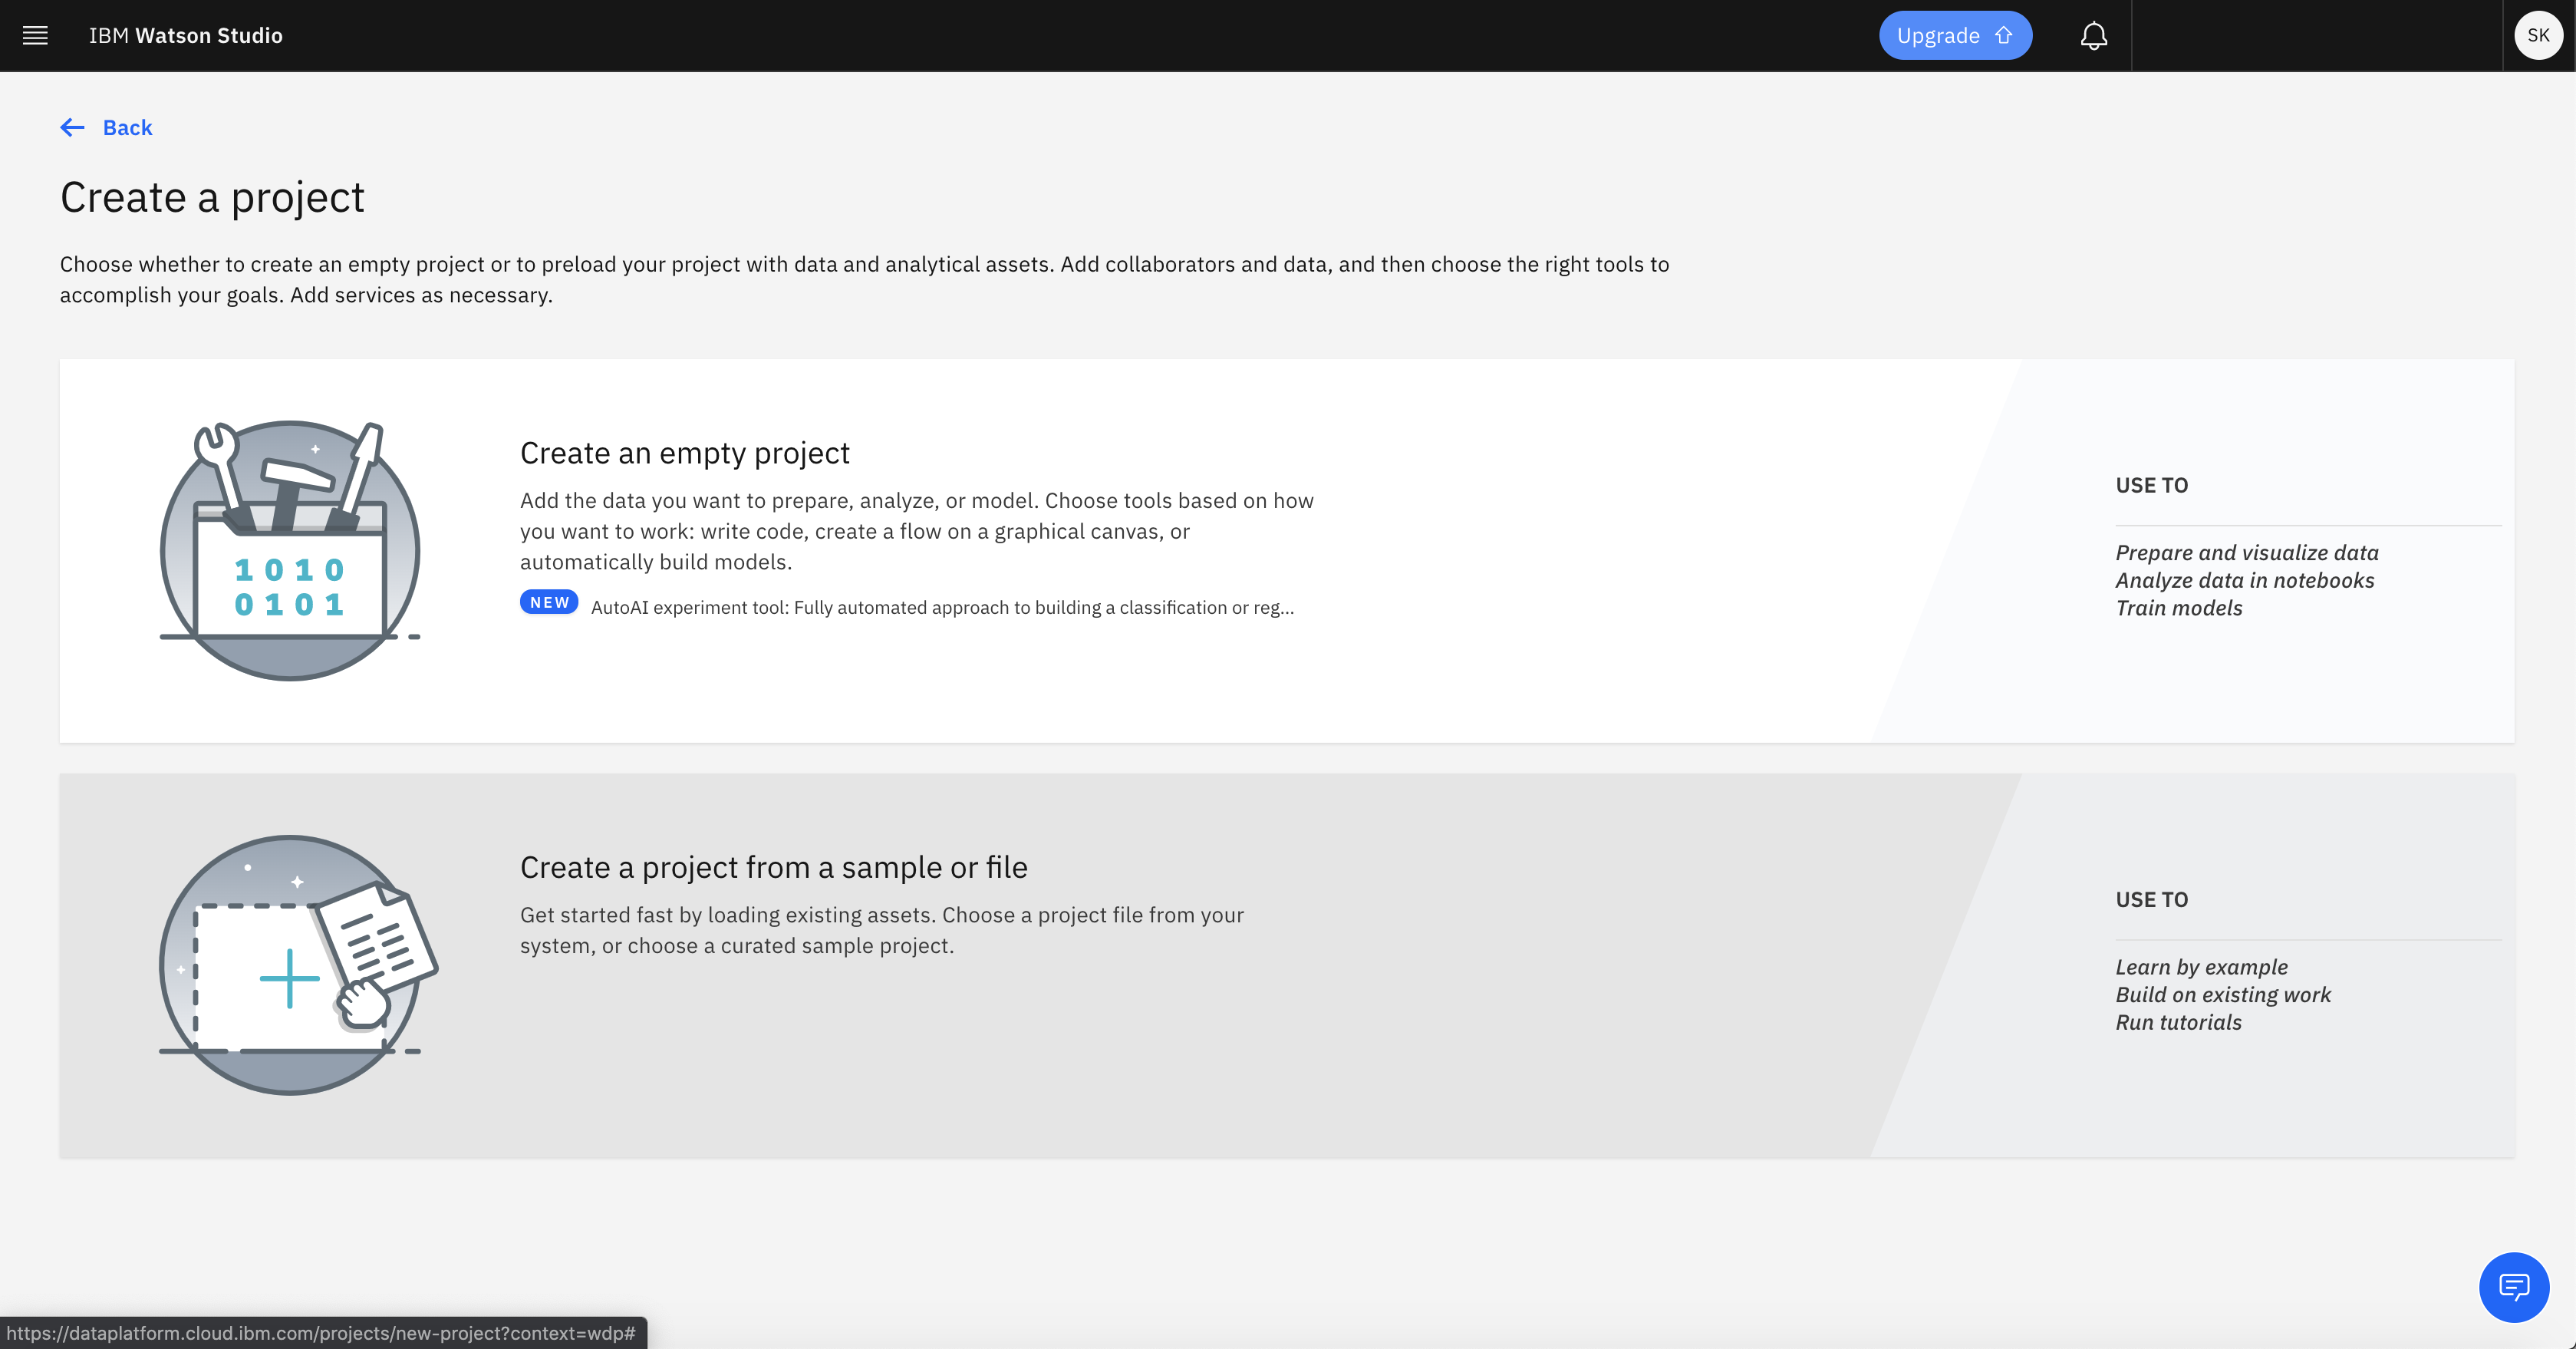 IBM Watson Studio
Upgrade
SK
Back
Create a project
Choose whether to create an empty project or to preload your project with data and analytical assets. Add collaborators and data, and then choose the right tools to
accomplish your goals. Add services as necessary.
1 0 1 0
0 1 0 1
Create an empty project
Add the data you want to prepare, analyze, or model. Choose tools based on how
you want to work: write code, create a flow on a graphical canvas, or
automatically build models.
NEW AutoAI experiment tool: Fully automated approach to building a classification or reg...
USE TO
Prepare and visualize data
Analyze data in notebooks
Train models
Create a project from a sample or file
Get started fast by loading existing assets. Choose a project file from your
system, or choose a curated sample project.
USE TO
Learn by example
Build on existing work
Run tutorials
https://dataplatform.cloud.ibm.com/projects/new-project?context=wdp#